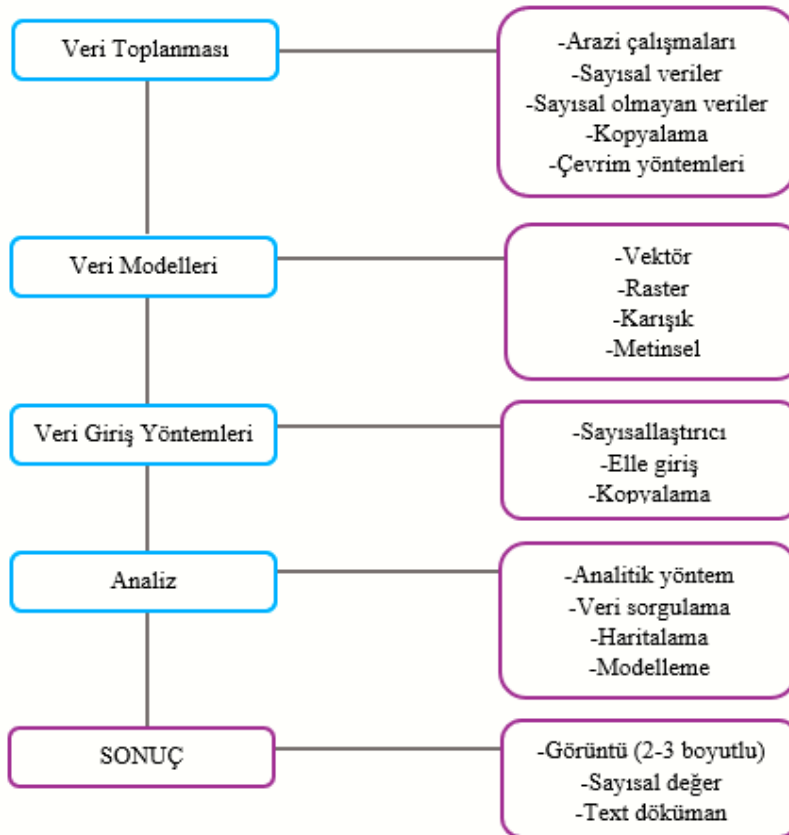 Veri Toplanması
-Arazi çalışmaları
-Sayısal veriler
-Sayısal olmayan veriler
-Kopyalama
-Çevrim yöntemleri
Veri Modelleri
-Vektör
-Raster
-Karışık
-Metinsel
Veri Giriş Yöntemleri
-Sayısallaştırıcı
-Elle giriş
-Kopyalama
Analiz
-Analitik yöntem
-Veri sorgulama
-Haritalama
-Modelleme
SONUÇ
-Görüntü (2-3 boyutlu)
-Sayısal değer
-Text döküman